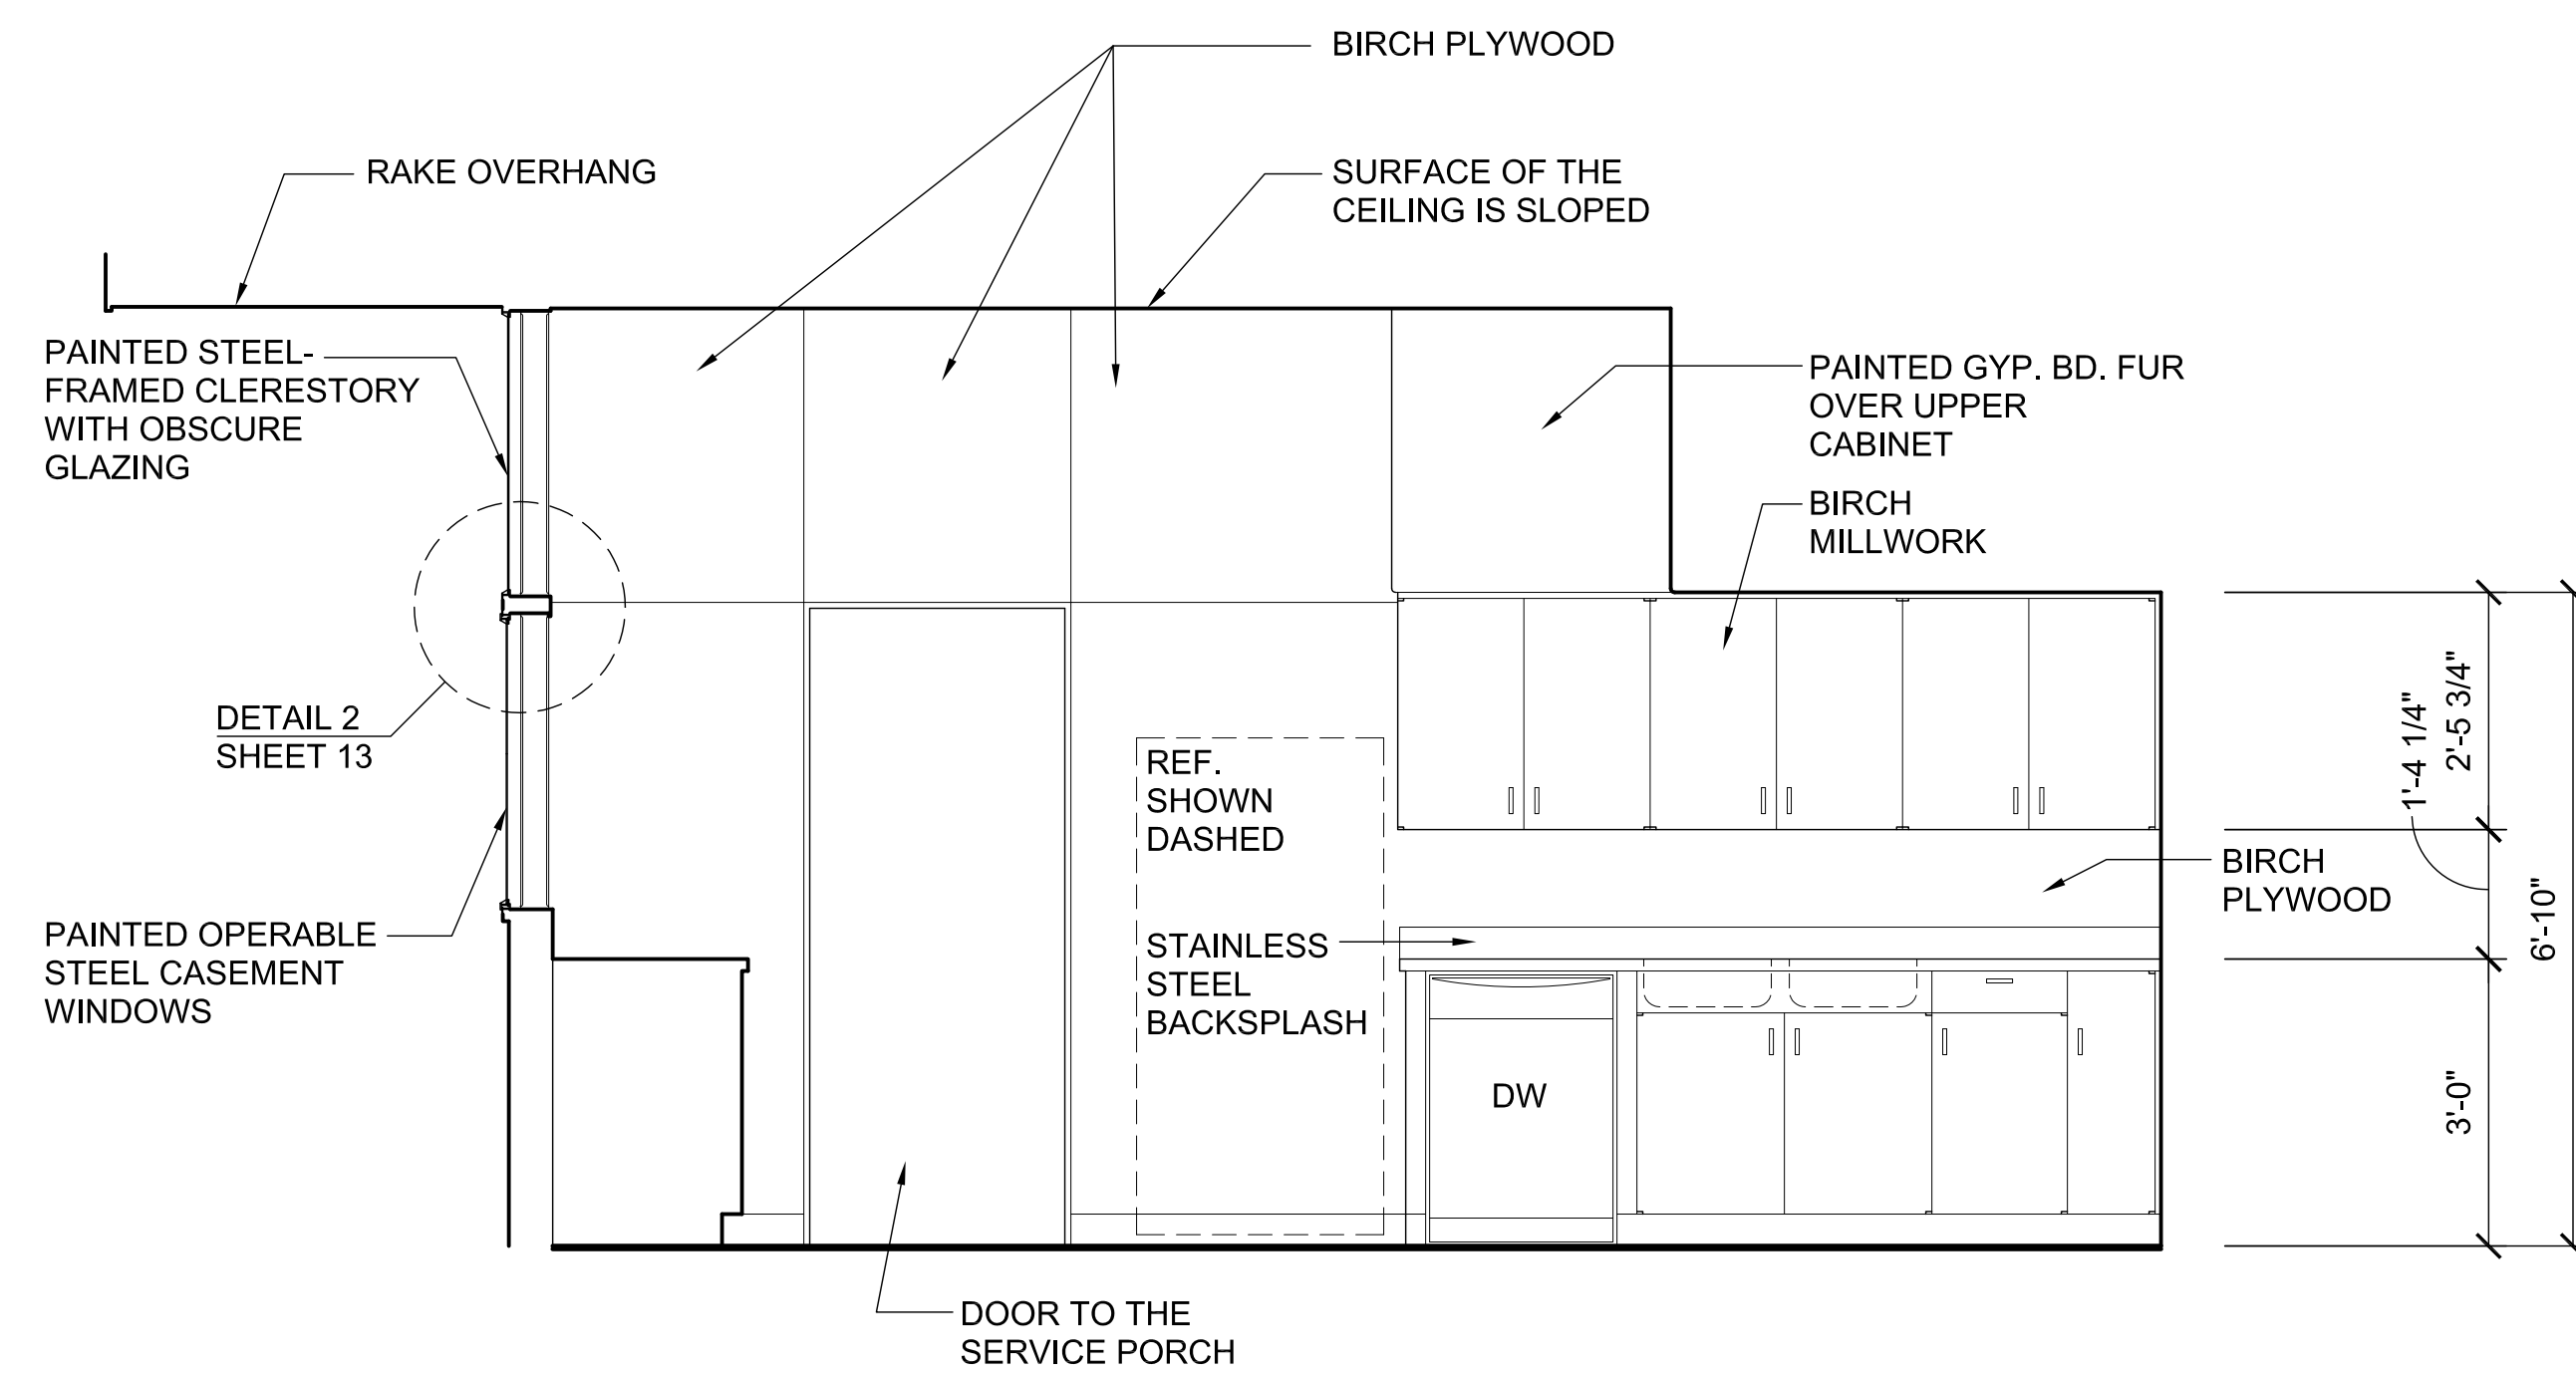 BIRCH PLYWOOD
RAKE OVERHANG
SURFACE OF THE
CEILING IS SLOPED
PAINTED STEEL-
FRAMED CLERESTORY
WITH OBSCURE
GLAZING
PAINTED GYP. BD. FUR
OVER UPPER
CABINET
BIRCH
MILLWORK
DETAIL 2
SHEET 13
REF.
SHOWN
DASHED
1'-4 1/4"
2'-5 3/4"
BIRCH
PLYWOOD
6'-10"
PAINTED OPERABLE
STEEL CASEMENT
WINDOWS
STAINLESS
STEEL
BACKSPLASH
DW
3'-0"
DOOR TO THE
SERVICE PORCH